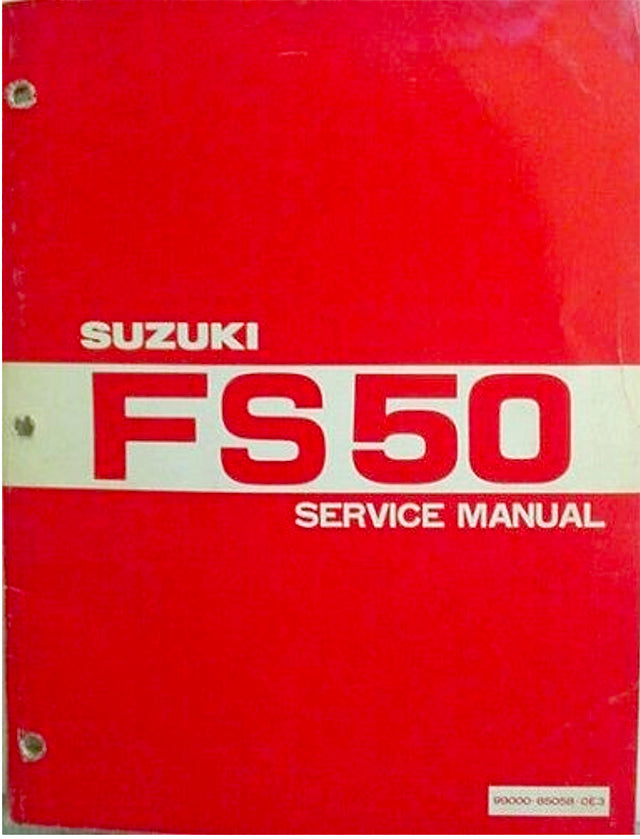 SUZUKI
FS50
SERVICE MANUAL
99000-85058-0E3